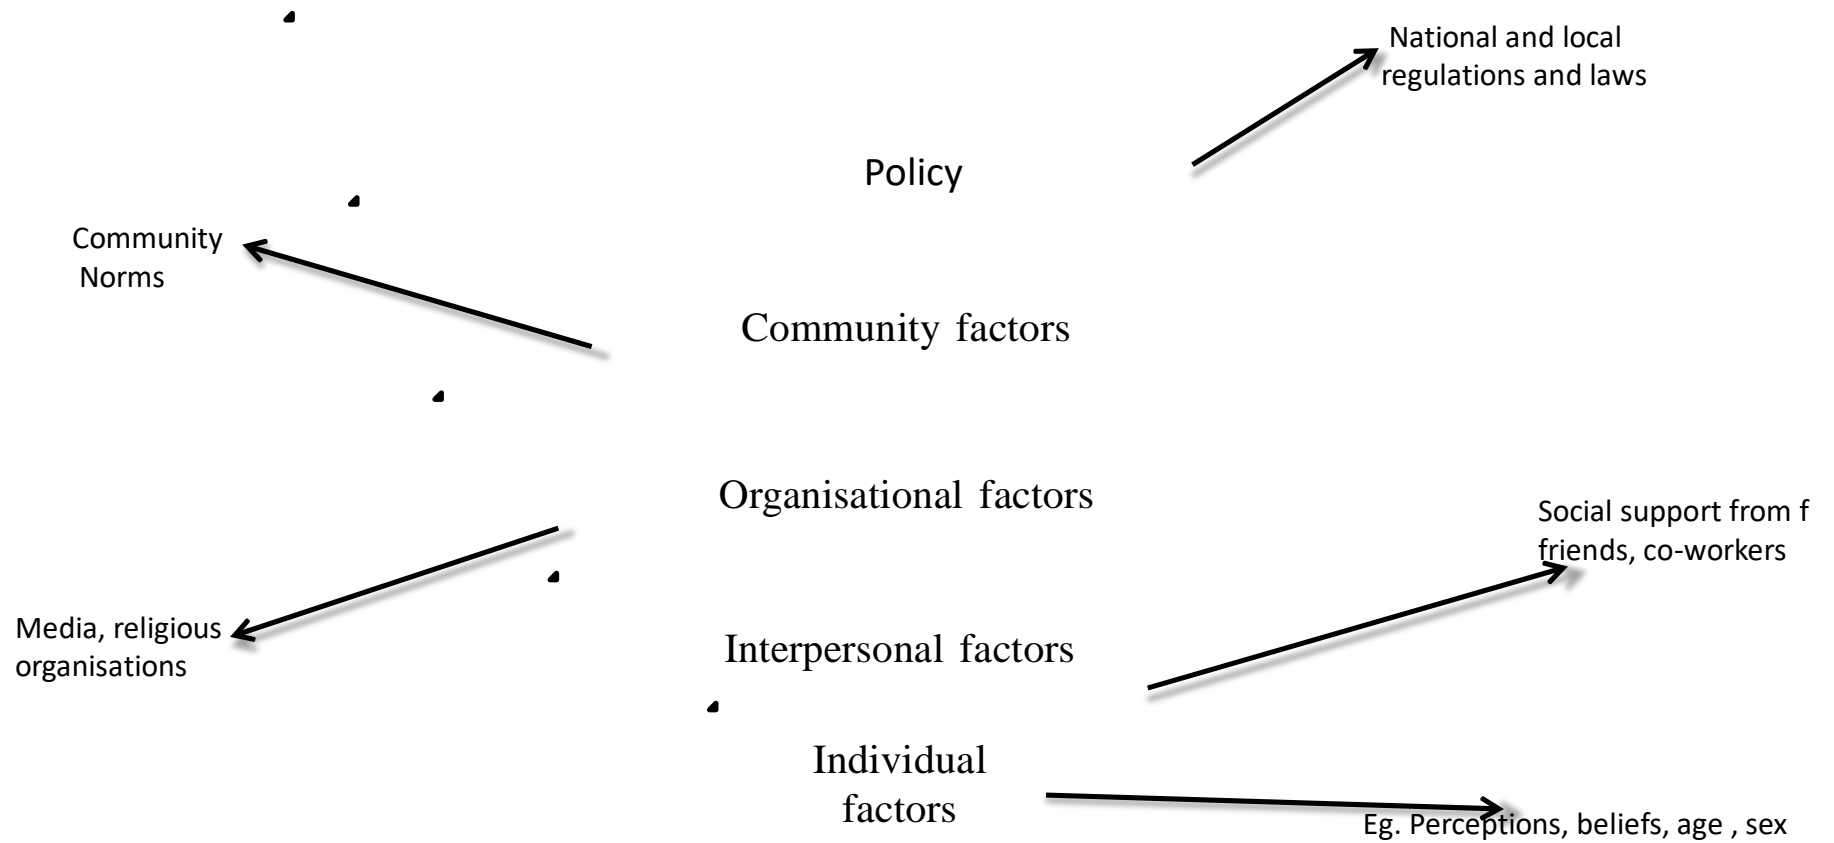 National and local
regulations and laws
Policy
Community
Norms
Community factors
Organisational factors
Social support from f
friends, co-workers
Media, religious
organisations
Interpersonal factors
Individual
factors
Eg. Perceptions, beliefs, age , sex